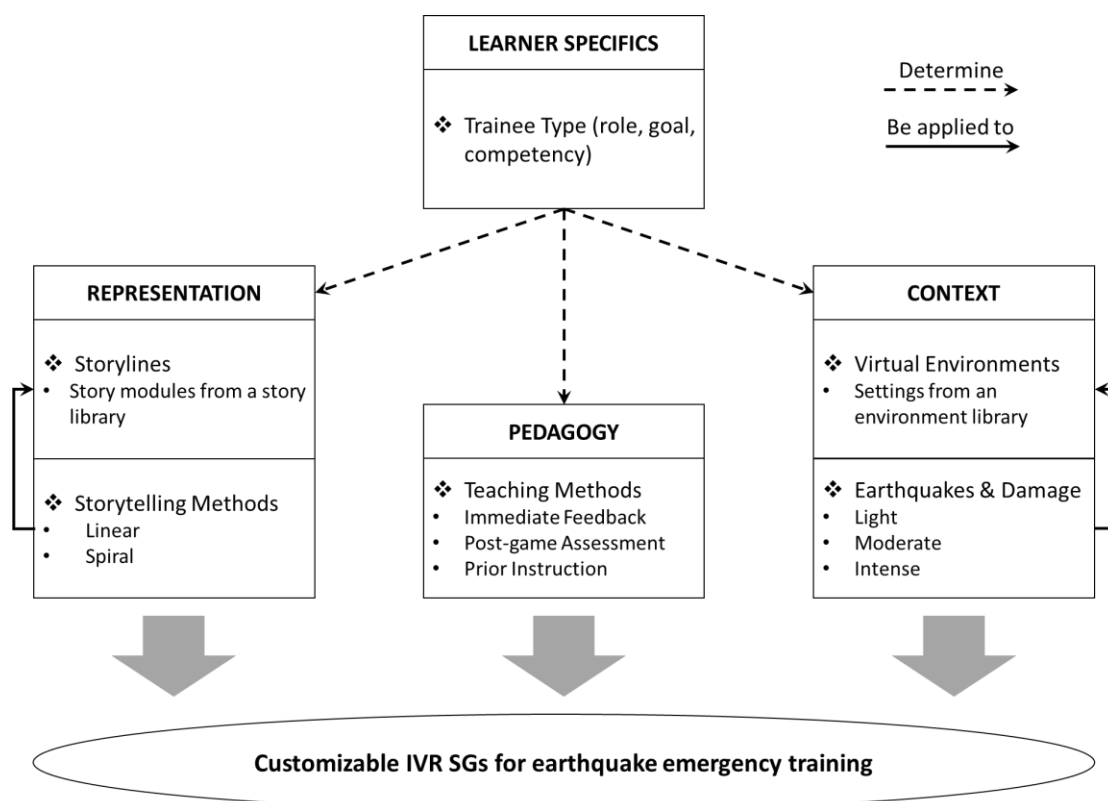 LEARNER SPECIFICS
❖ Trainee Type (role, goal,
competency)
Determine
Be applied to
REPRESENTATION
❖ Storylines
• Story modules from a story
library
❖ Storytelling Methods
• Linear
• Spiral
PEDAGOGY
❖ Teaching Methods
• Immediate Feedback
• Post-game Assessment
• Prior Instruction
CONTEXT
❖ Virtual Environments
• Settings from an
environment library
❖ Earthquakes & Damage
• Light
• Moderate
• Intense
Customizable IVR SGs for earthquake emergency training